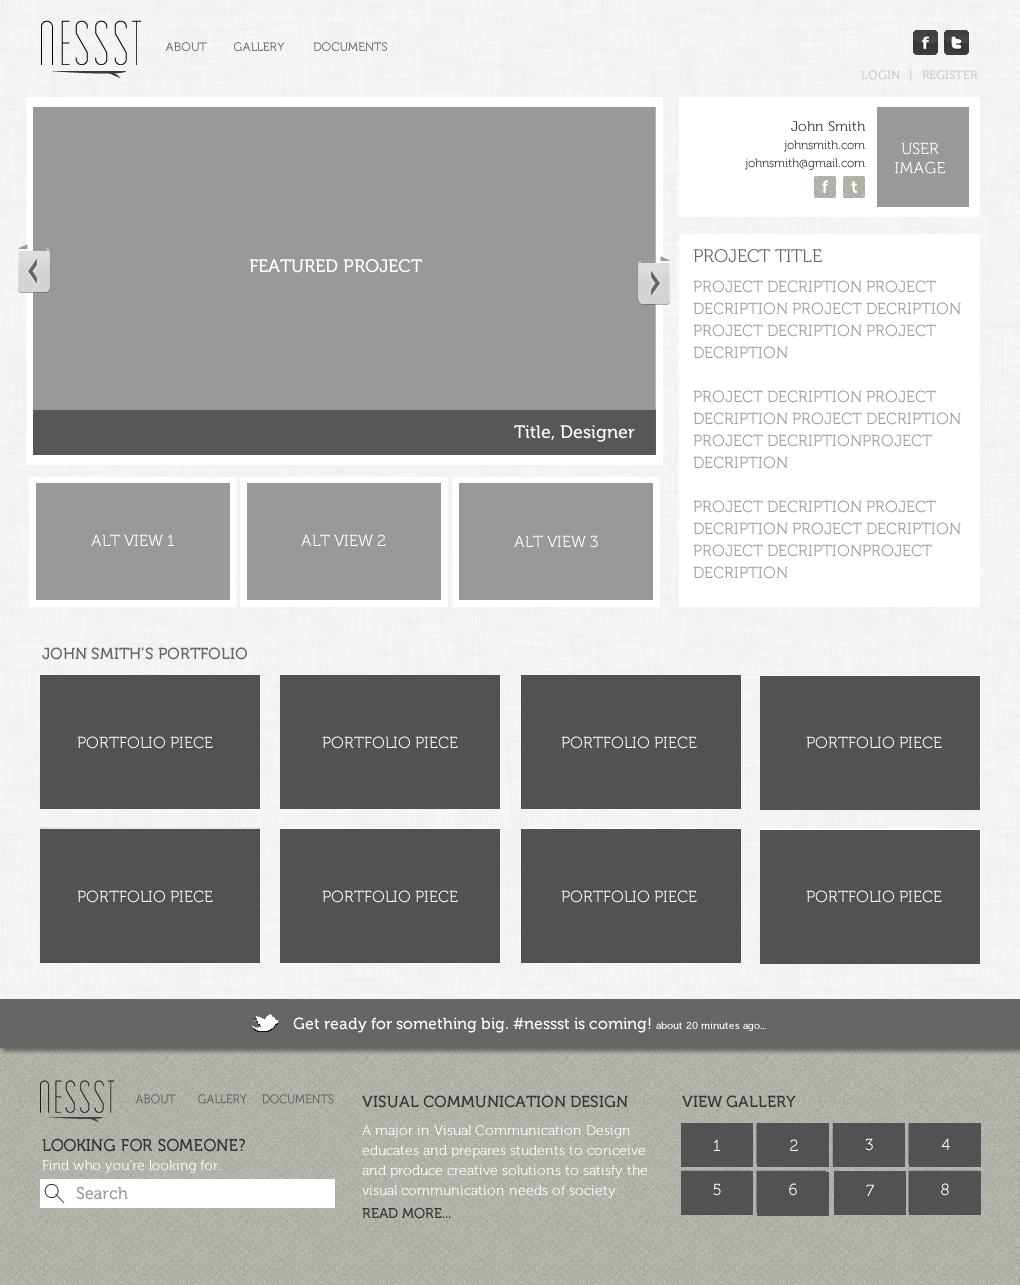 NESSST
ABOUT GALLERY DOCUMENTS
f t
LOGIN | REGISTER
John Smith
johnsmith.com
johnsmith@gmail.com
f t
USER
IMAGE
FEATURED PROJECT
Title, Designer
PROJECT TITLE
PROJECT DECRIPTION PROJECT
DECRIPTION PROJECT DECRIPTION
PROJECT DECRIPTION PROJECT
DECRIPTION
PROJECT DECRIPTION PROJECT
DECRIPTION PROJECT DECRIPTION
PROJECT DECRIPTIONPROJECT
DECRIPTION
PROJECT DECRIPTION PROJECT
DECRIPTION PROJECT DECRIPTION
PROJECT DECRIPTIONPROJECT
DECRIPTION
ALT VIEW 1
ALT VIEW 2
ALT VIEW 3
JOHN SMITH'S PORTFOLIO
PORTFOLIO PIECE
PORTFOLIO PIECE
PORTFOLIO PIECE
PORTFOLIO PIECE
PORTFOLIO PIECE
PORTFOLIO PIECE
PORTFOLIO PIECE
PORTFOLIO PIECE
Get ready for something big. #nessst is coming! about 20 minutes ago...
NESSST
ABOUT GALLERY DOCUMENTS
LOOKING FOR SOMEONE?
Find who you're looking for.
Search
VISUAL COMMUNICATION DESIGN
A major in Visual Communication Design
educates and prepares students to conceive
and produce creative solutions to satisfy the
visual communication needs of society.
READ MORE...
VIEW GALLERY
1 2 3 4
5 6 7 8